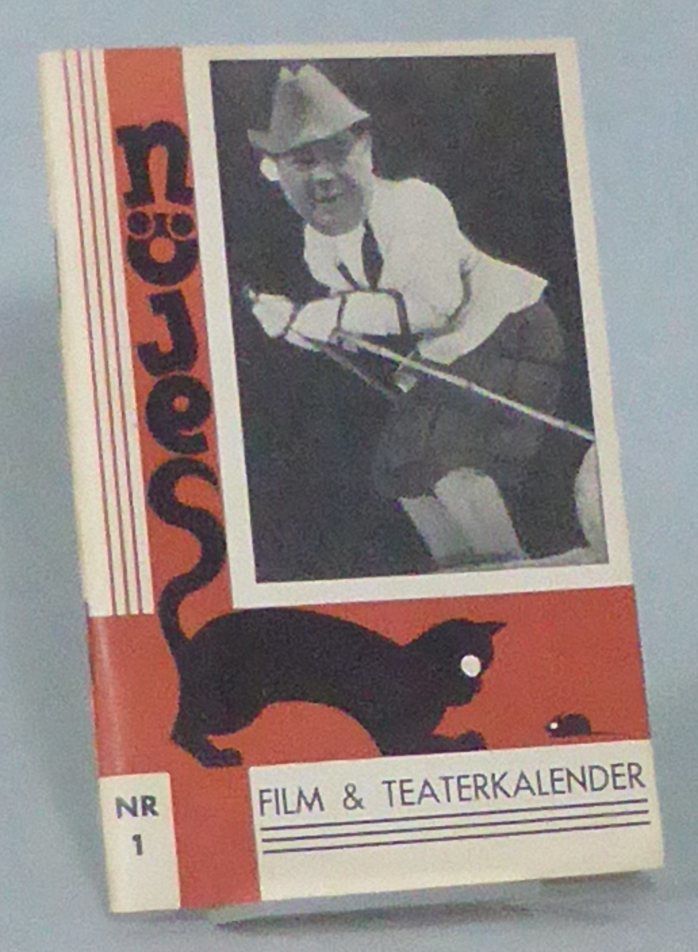 nöjes
FILM & TEATERKALENDER
NR
1